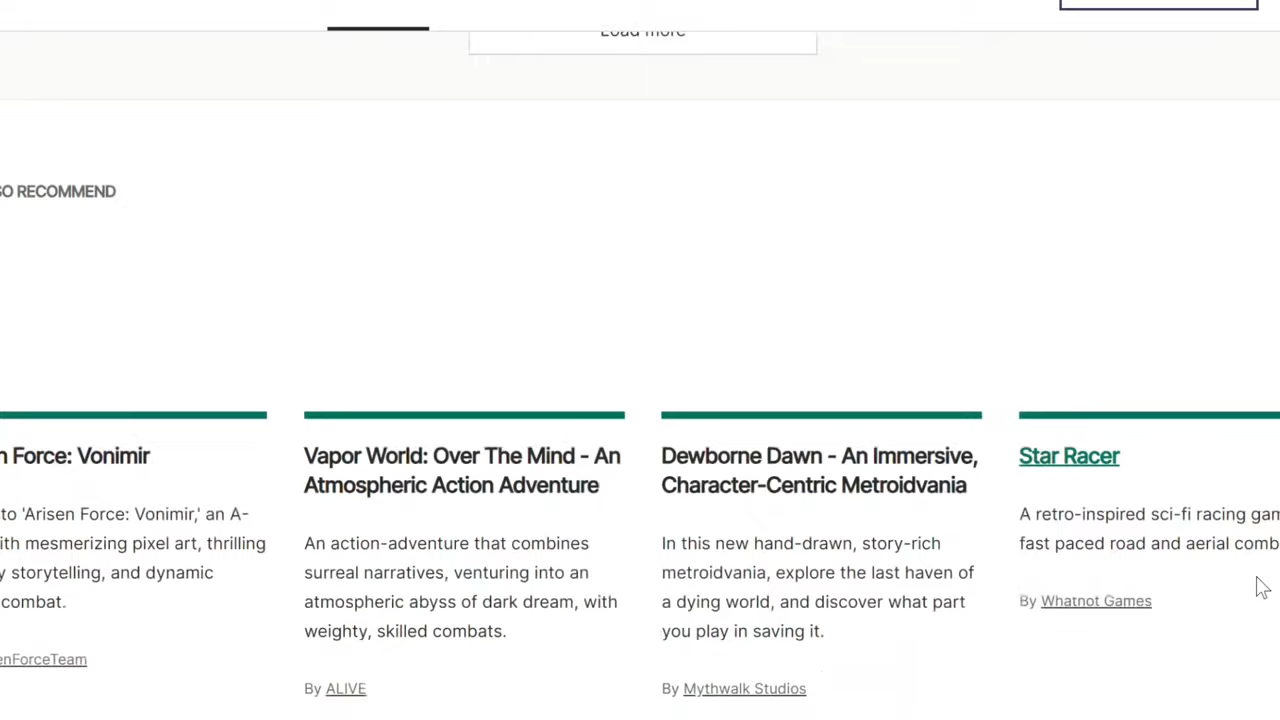 Load more
SO RECOMMEND
n Force: Vonimir
to 'Arisen Force: Vonimir,' an A-
ith mesmerizing pixel art, thrilling
y storytelling, and dynamic
combat.
enForceTeam
Vapor World: Over The Mind - An
Atmospheric Action Adventure
An action-adventure that combines
surreal narratives, venturing into an
atmospheric abyss of dark dream, with
weighty, skilled combats.
By ALIVE
Dewborne Dawn - An Immersive,
Character-Centric Metroidvania
In this new hand-drawn, story-rich
metroidvania, explore the last haven of
a dying world, and discover what part
you play in saving it.
By Mythwalk Studios
Star Racer
A retro-inspired sci-fi racing gam
fast paced road and aerial comb
By Whatnot Games